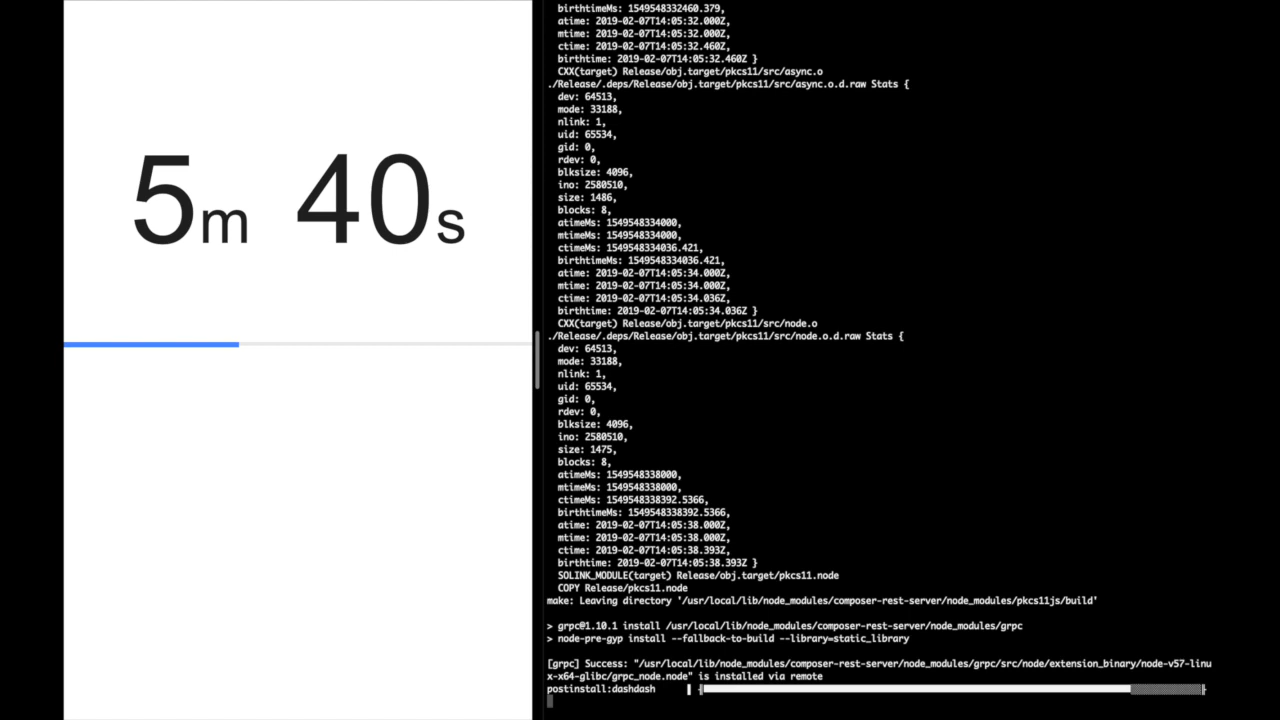 5m 40s
birthtimeMs: 1549548332460.379,
atime: 2019-02-07T14:05:32.000Z,
mtime: 2019-02-07T14:05:32.000Z,
ctime: 2019-02-07T14:05:32.460Z,
birthtime: 2019-02-07T14:05:32.460Z }
CXX(target) Release/obj.target/pkcs11/src/async.o
./Release/.deps/Release/obj.target/pkcs11/src/async.o.d.raw Stats {
dev: 64513,
mode: 33188,
nlink: 1,
uid: 65534,
gid: 0,
rdev: 0,
blksize: 4096,
ino: 2580510,
size: 1486,
blocks: 8,
atimeMs: 1549548334000,
mtimeMs: 1549548334000,
ctimeMs: 1549548334036.421,
birthtimeMs: 1549548334036.421,
atime: 2019-02-07T14:05:34.000Z,
mtime: 2019-02-07T14:05:34.000Z,
ctime: 2019-02-07T14:05:34.036Z,
birthtime: 2019-02-07T14:05:34.036Z }
CXX(target) Release/obj.target/pkcs11/src/node.o
./Release/.deps/Release/obj.target/pkcs11/src/node.o.d.raw Stats {
dev: 64513,
mode: 33188,
nlink: 1,
uid: 65534,
gid: 0,
rdev: 0,
blksize: 4096,
ino: 2580510,
size: 1475,
blocks: 8,
atimeMs: 1549548338000,
mtimeMs: 1549548338000,
ctimeMs: 1549548338392.5366,
birthtimeMs: 1549548338392.5366,
atime: 2019-02-07T14:05:38.000Z,
mtime: 2019-02-07T14:05:38.000Z,
ctime: 2019-02-07T14:05:38.393Z,
birthtime: 2019-02-07T14:05:38.393Z }
SOLINK_MODULE(target) Release/obj.target/pkcs11.node
COPY Release/pkcs11.node
make: Leaving directory '/usr/local/lib/node_modules/composer-rest-server/node_modules/pkcs11js/build'
> grpc@1.10.1 install /usr/local/lib/node_modules/composer-rest-server/node_modules/grpc
> node-pre-gyp install --fallback-to-build --library=static_library
[grpc] Success: "/usr/local/lib/node_modules/composer-rest-server/node_modules/grpc/src/node/extension_binary/node-v57-linu
x-x64-glibc/grpc_node.node" is installed via remote
postinstall:dashdash